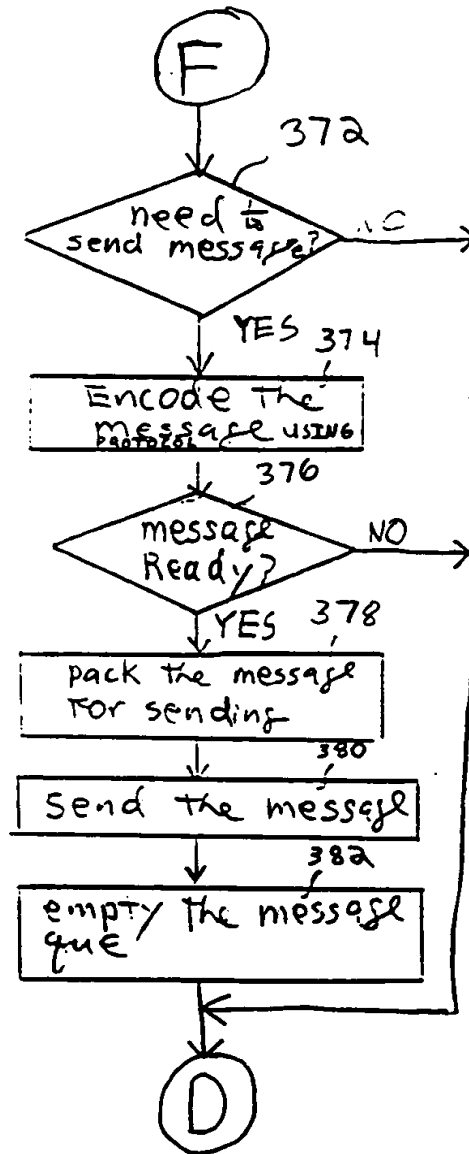 F
372
need to
send message?
NO
YES
374
Encode the
message USING
PROTOCOL
376
message
Ready?
NO
YES
378
pack the message
For sending
380
Send the message
382
empty the message
que
D